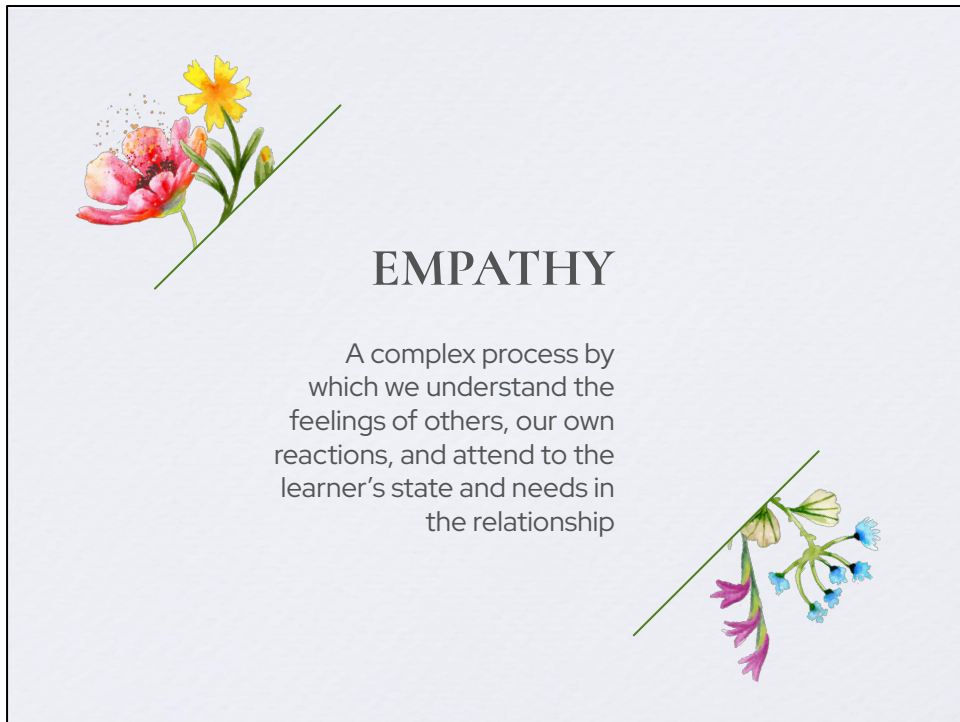 EMPATHY
A complex process by
which we understand the
feelings of others, our own
reactions, and attend to the
learner’s state and needs in
the relationship